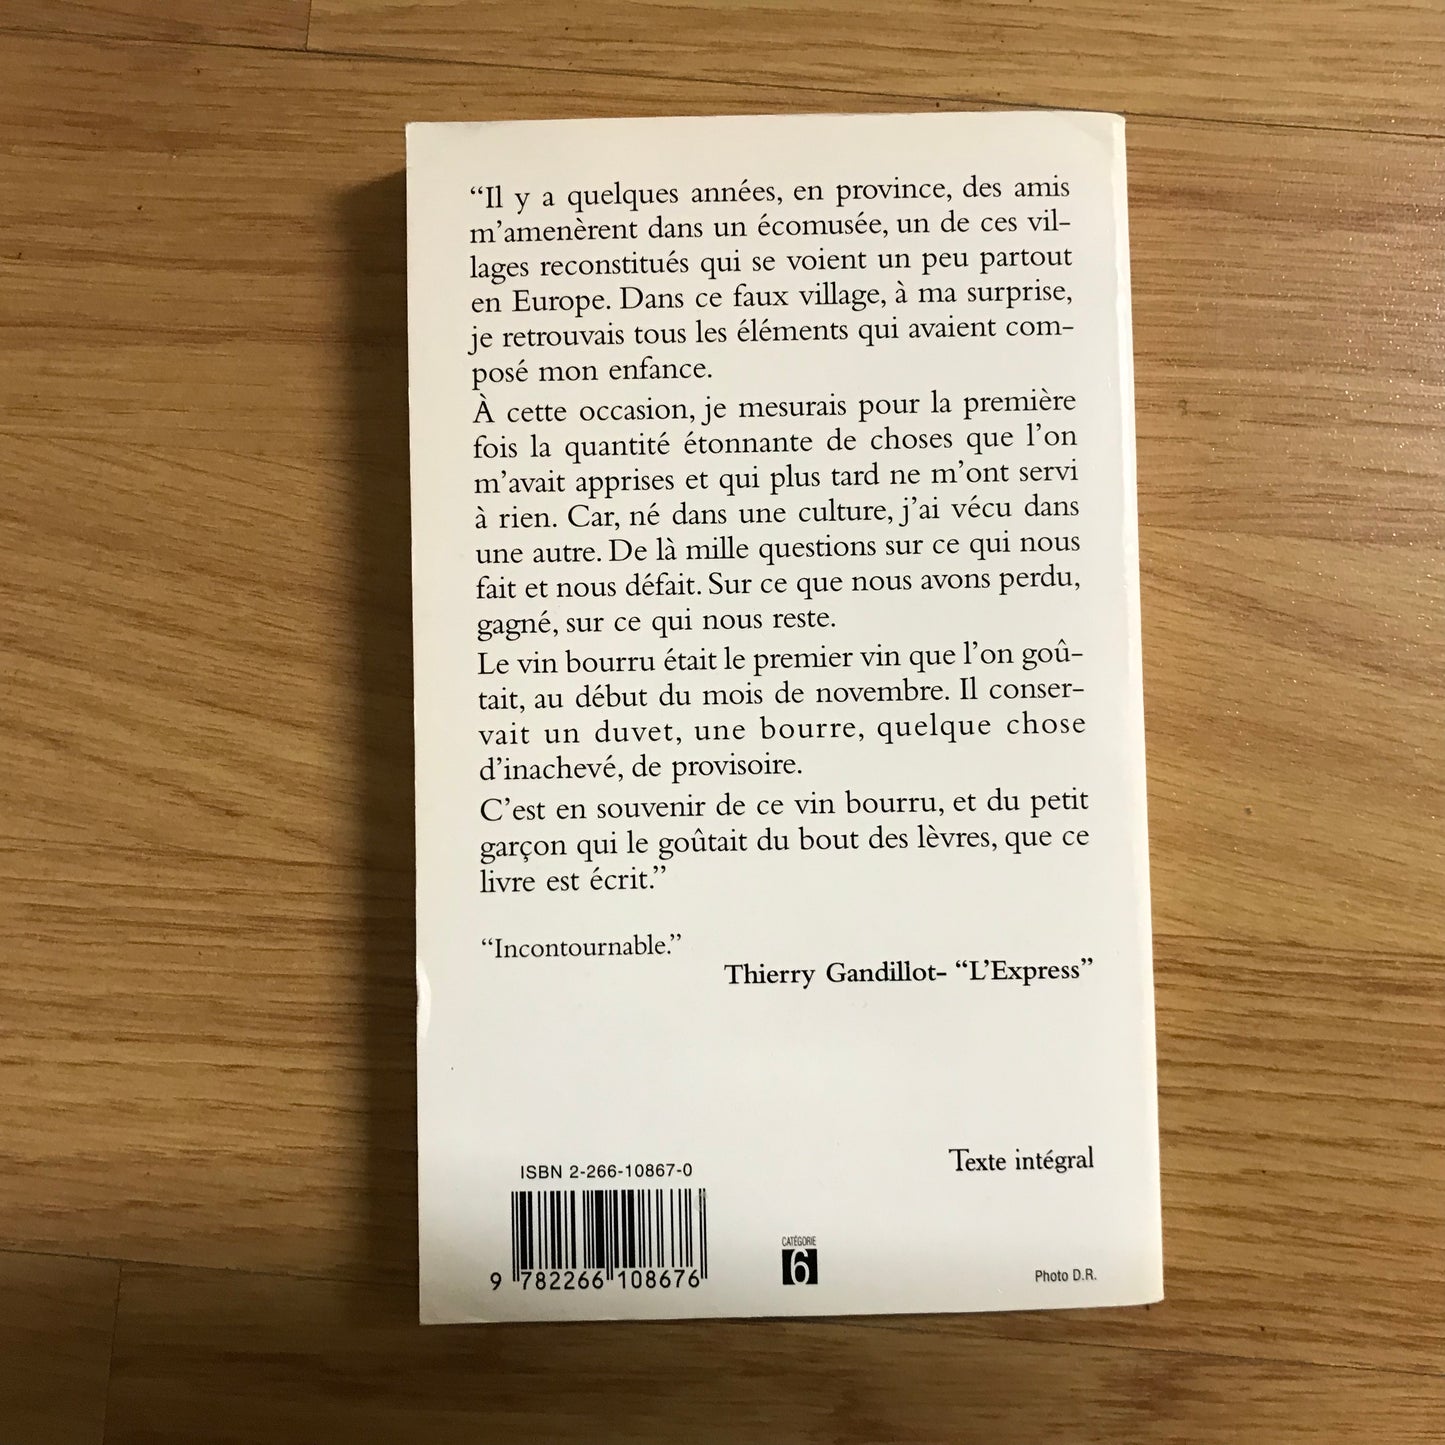 “Il y a quelques années, en province, des amis
m’amenèrent dans un écomusée, un de ces vil-
lages reconstitués qui se voient un peu partout
en Europe. Dans ce faux village, à ma surprise,
je retrouvais tous les éléments qui avaient com-
posé mon enfance.
À cette occasion, je mesurais pour la première
fois la quantité étonnante de choses que l’on
m’avait apprises et qui plus tard ne m’ont servi
à rien. Car, né dans une culture, j’ai vécu dans
une autre. De là mille questions sur ce qui nous
fait et nous défait. Sur ce que nous avons perdu,
gagné, sur ce qui nous reste.
Le vin bourru était le premier vin que l’on goû-
tait, au début du mois de novembre. Il conser-
vait un duvet, une bourre, quelque chose
d’inachevé, de provisoire.
C’est en souvenir de ce vin bourru, et du petit
garçon qui le goûtait du bout des lèvres, que ce
livre est écrit.”
“Incontournable.”
Thierry Gandillot- “L’Express”
Texte intégral
ISBN 2-266-10867-0
9 782266 108676
CATÉGORIE
6
Photo D.R.